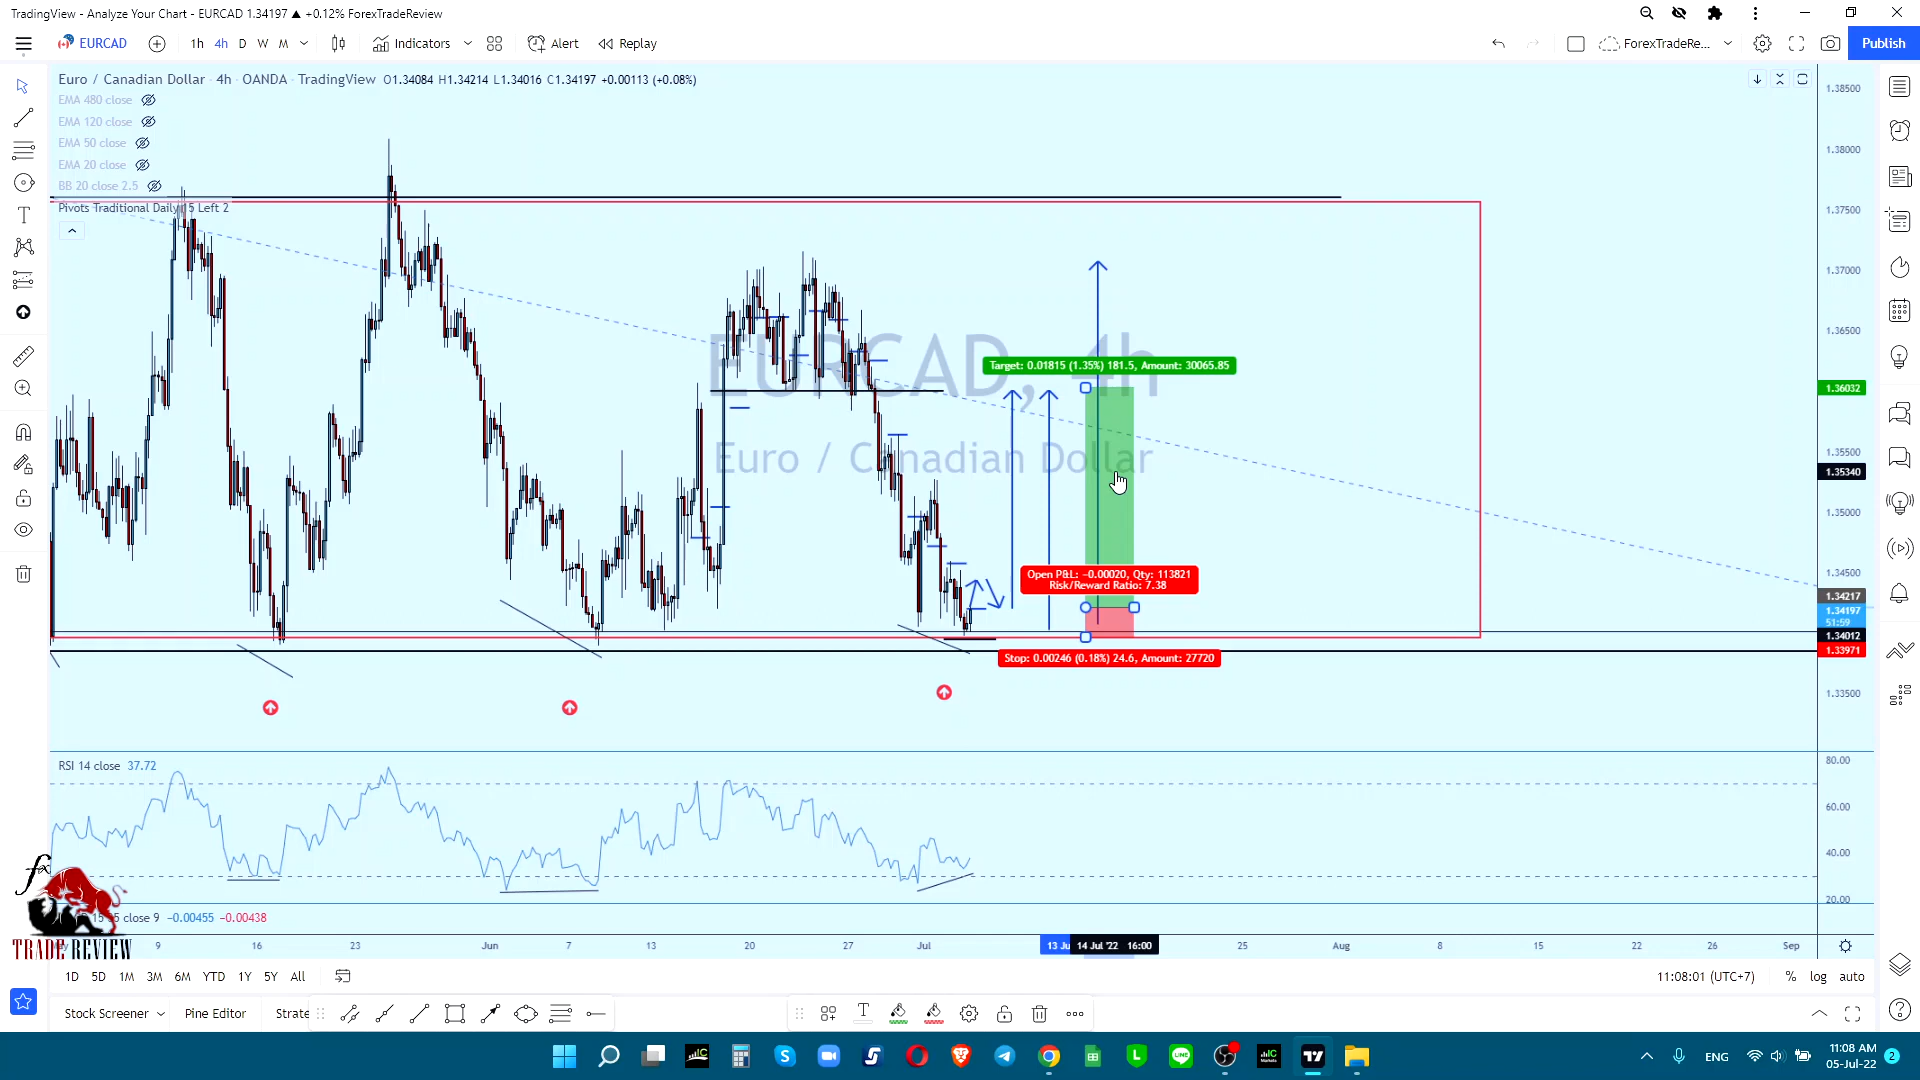 TradingView - Analyze Your Chart - EURCAD 1.34197 ▲ +0.12% ForexTradeReview
EURCAD 1h 4h D W M Indicators Alert Replay ForexTradeRe... Publish
Euro / Canadian Dollar · 4h · OANDA · TradingView O1.34084 H1.34214 L1.34016 C1.34197 +0.00113 (+0.08%)
EMA 480 close
EMA 120 close
EMA 50 close
EMA 20 close
BB 20 close 2.5
Pivots Traditional Daily 15 Left 2
1.38500
1.38000
1.37500
1.37000
1.36500
EURCAD, 4h
Euro / Canadian Dollar
Target: 0.01815 (1.35%) 181.5, Amount: 30065.85
1.36032
1.35500
1.35340
1.35000
1.34500
Open P&L: −0.00020, Qty: 113821
Risk/Reward Ratio: 7.38
1.34217
1.34197
51:59
1.34012
1.33971
Stop: 0.00246 (0.18%) 24.6, Amount: 27720
1.33500
RSI 14 close 37.72
80.00
60.00
40.00
20.00
close 9 −0.00455 −0.00438
fx
TRADE REVIEW
9 16 23 Jun 7 13 20 27 Jul 13 Ju 14 Jul '22 16:00 25 Aug 8 15 22 26 Sep
1D 5D 1M 3M 6M YTD 1Y 5Y All 11:08:01 (UTC+7) % log auto
Stock Screener Pine Editor Strate
ENG 11:08 AM
05-Jul-22 2